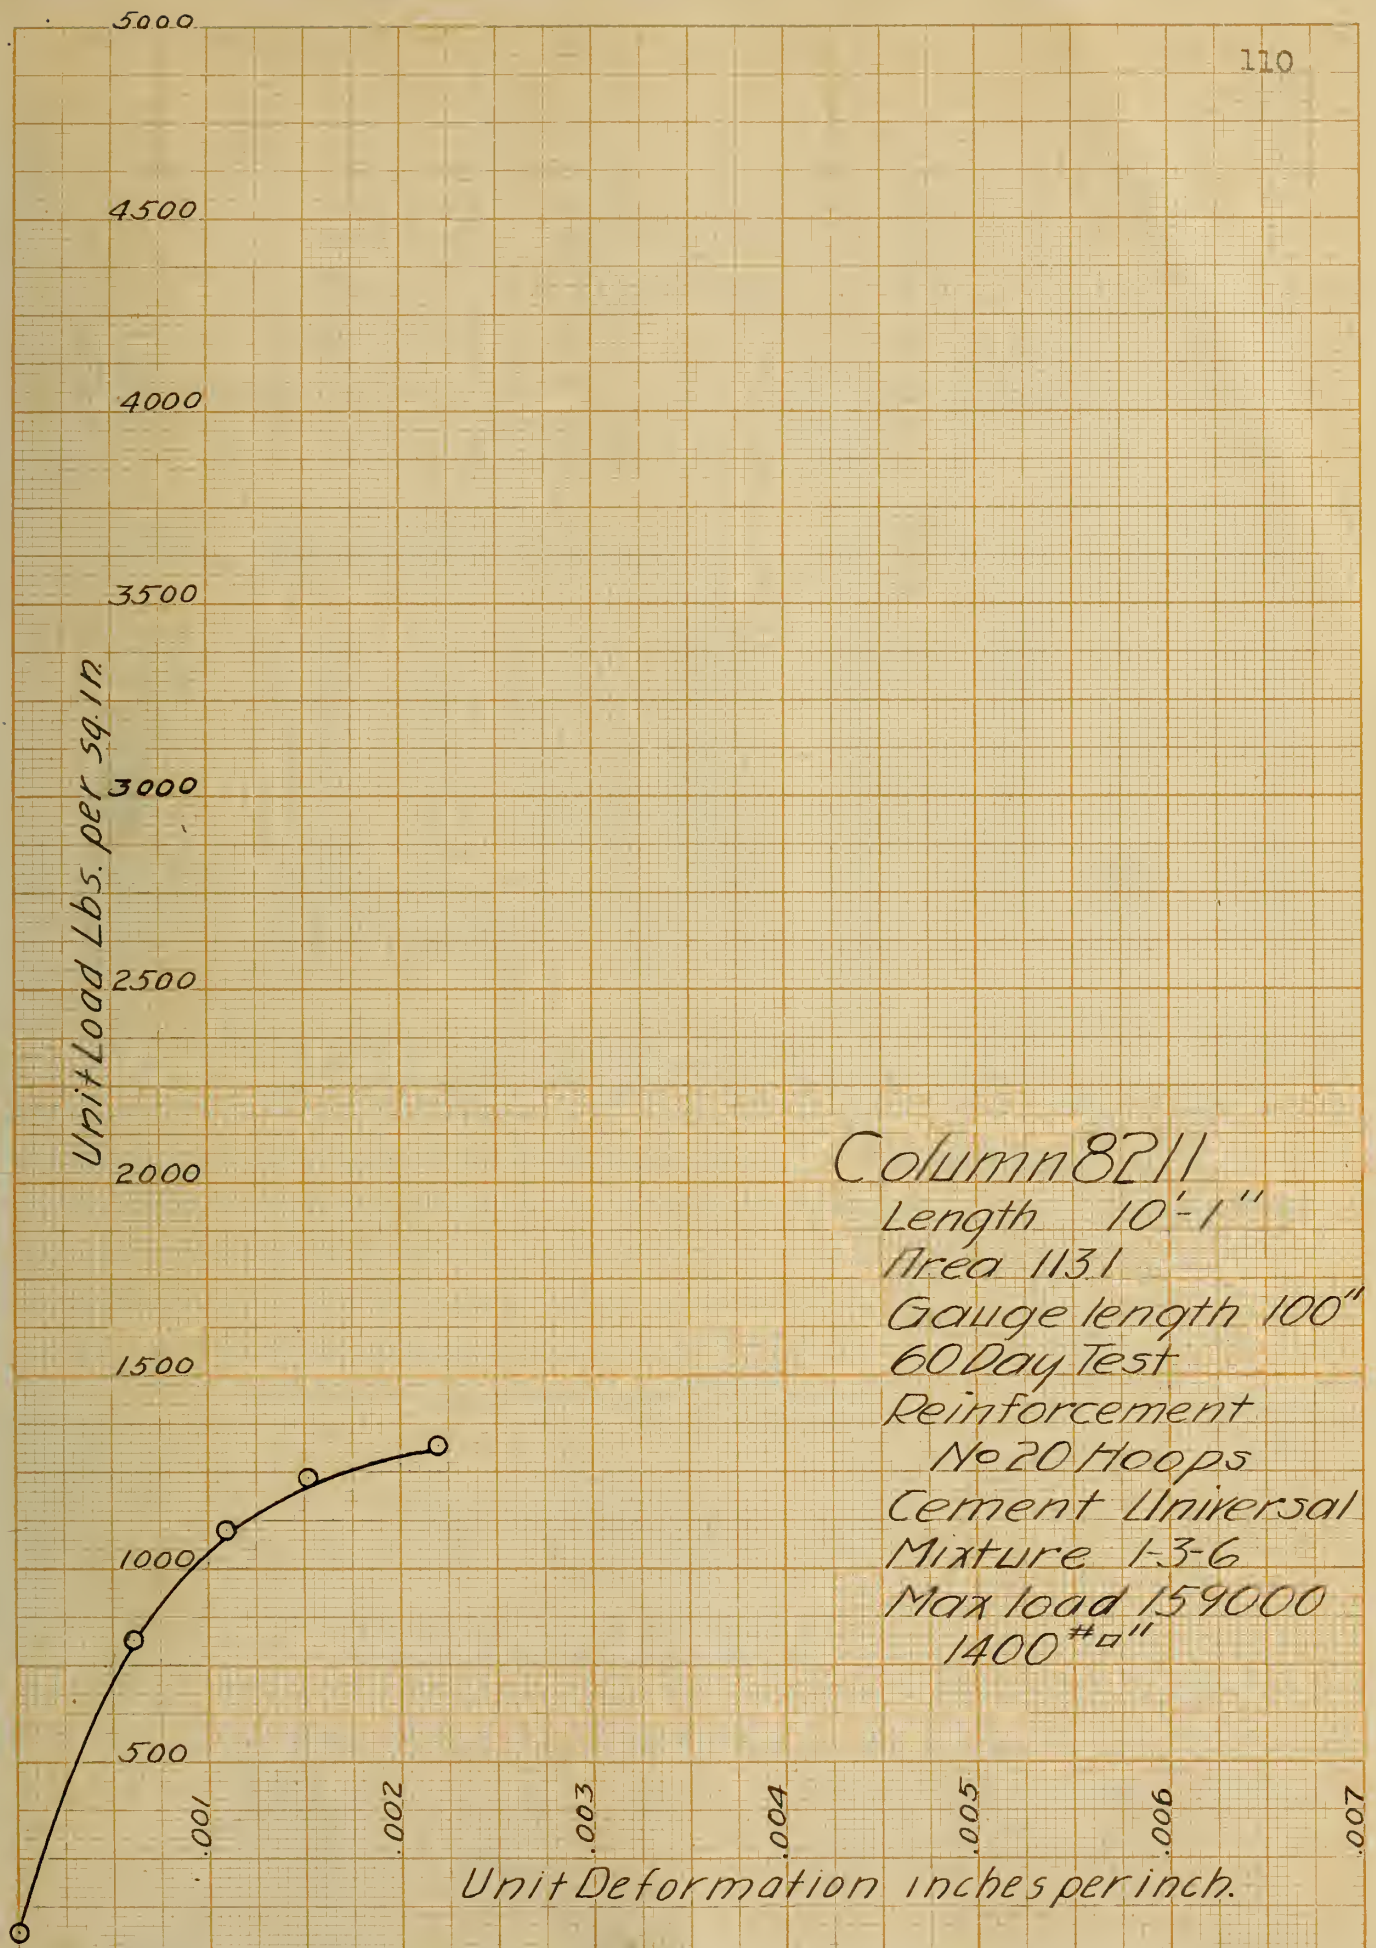 110
5000
4500
4000
3500
3000
2500
2000
1500
1000
500
Unit Load Lbs. per sq. in.
.001
.002
.003
.004
.005
.006
.007
Unit Deformation inches per inch.
Column 8211
Length 10'-1"
Area 113.1
Gauge length 100"
60 Day Test
Reinforcement
No 20 Hoops
Cement Universal
Mixture 1-3-6
Max load 159000
1400 #□"